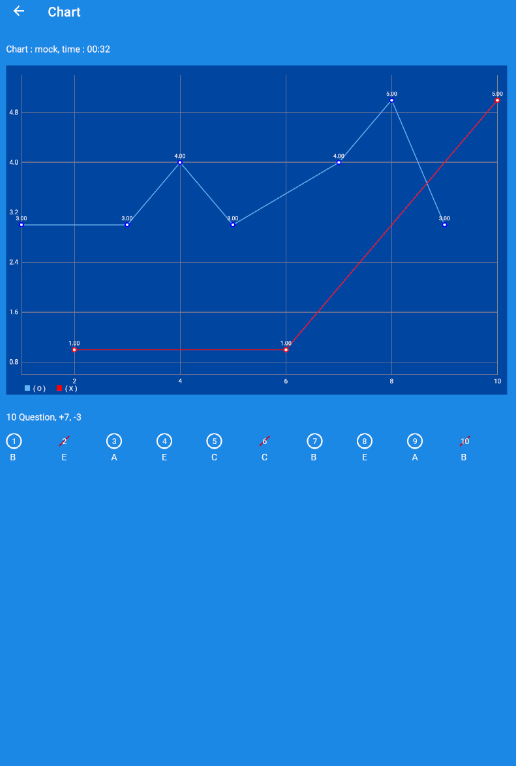 Chart
Chart : mock, time : 00:32
5.00 5.00
4.8
4.00 4.00
4.0
3.2
3.00 3.00 3.00 3.00
2.4
1.6
1.00 1.00
0.8
2 4 6 8 10
( O ) ( X )
10 Question, +7, -3
1 2 3 4 5 6 7 8 9 10
B E A E C C B E A B